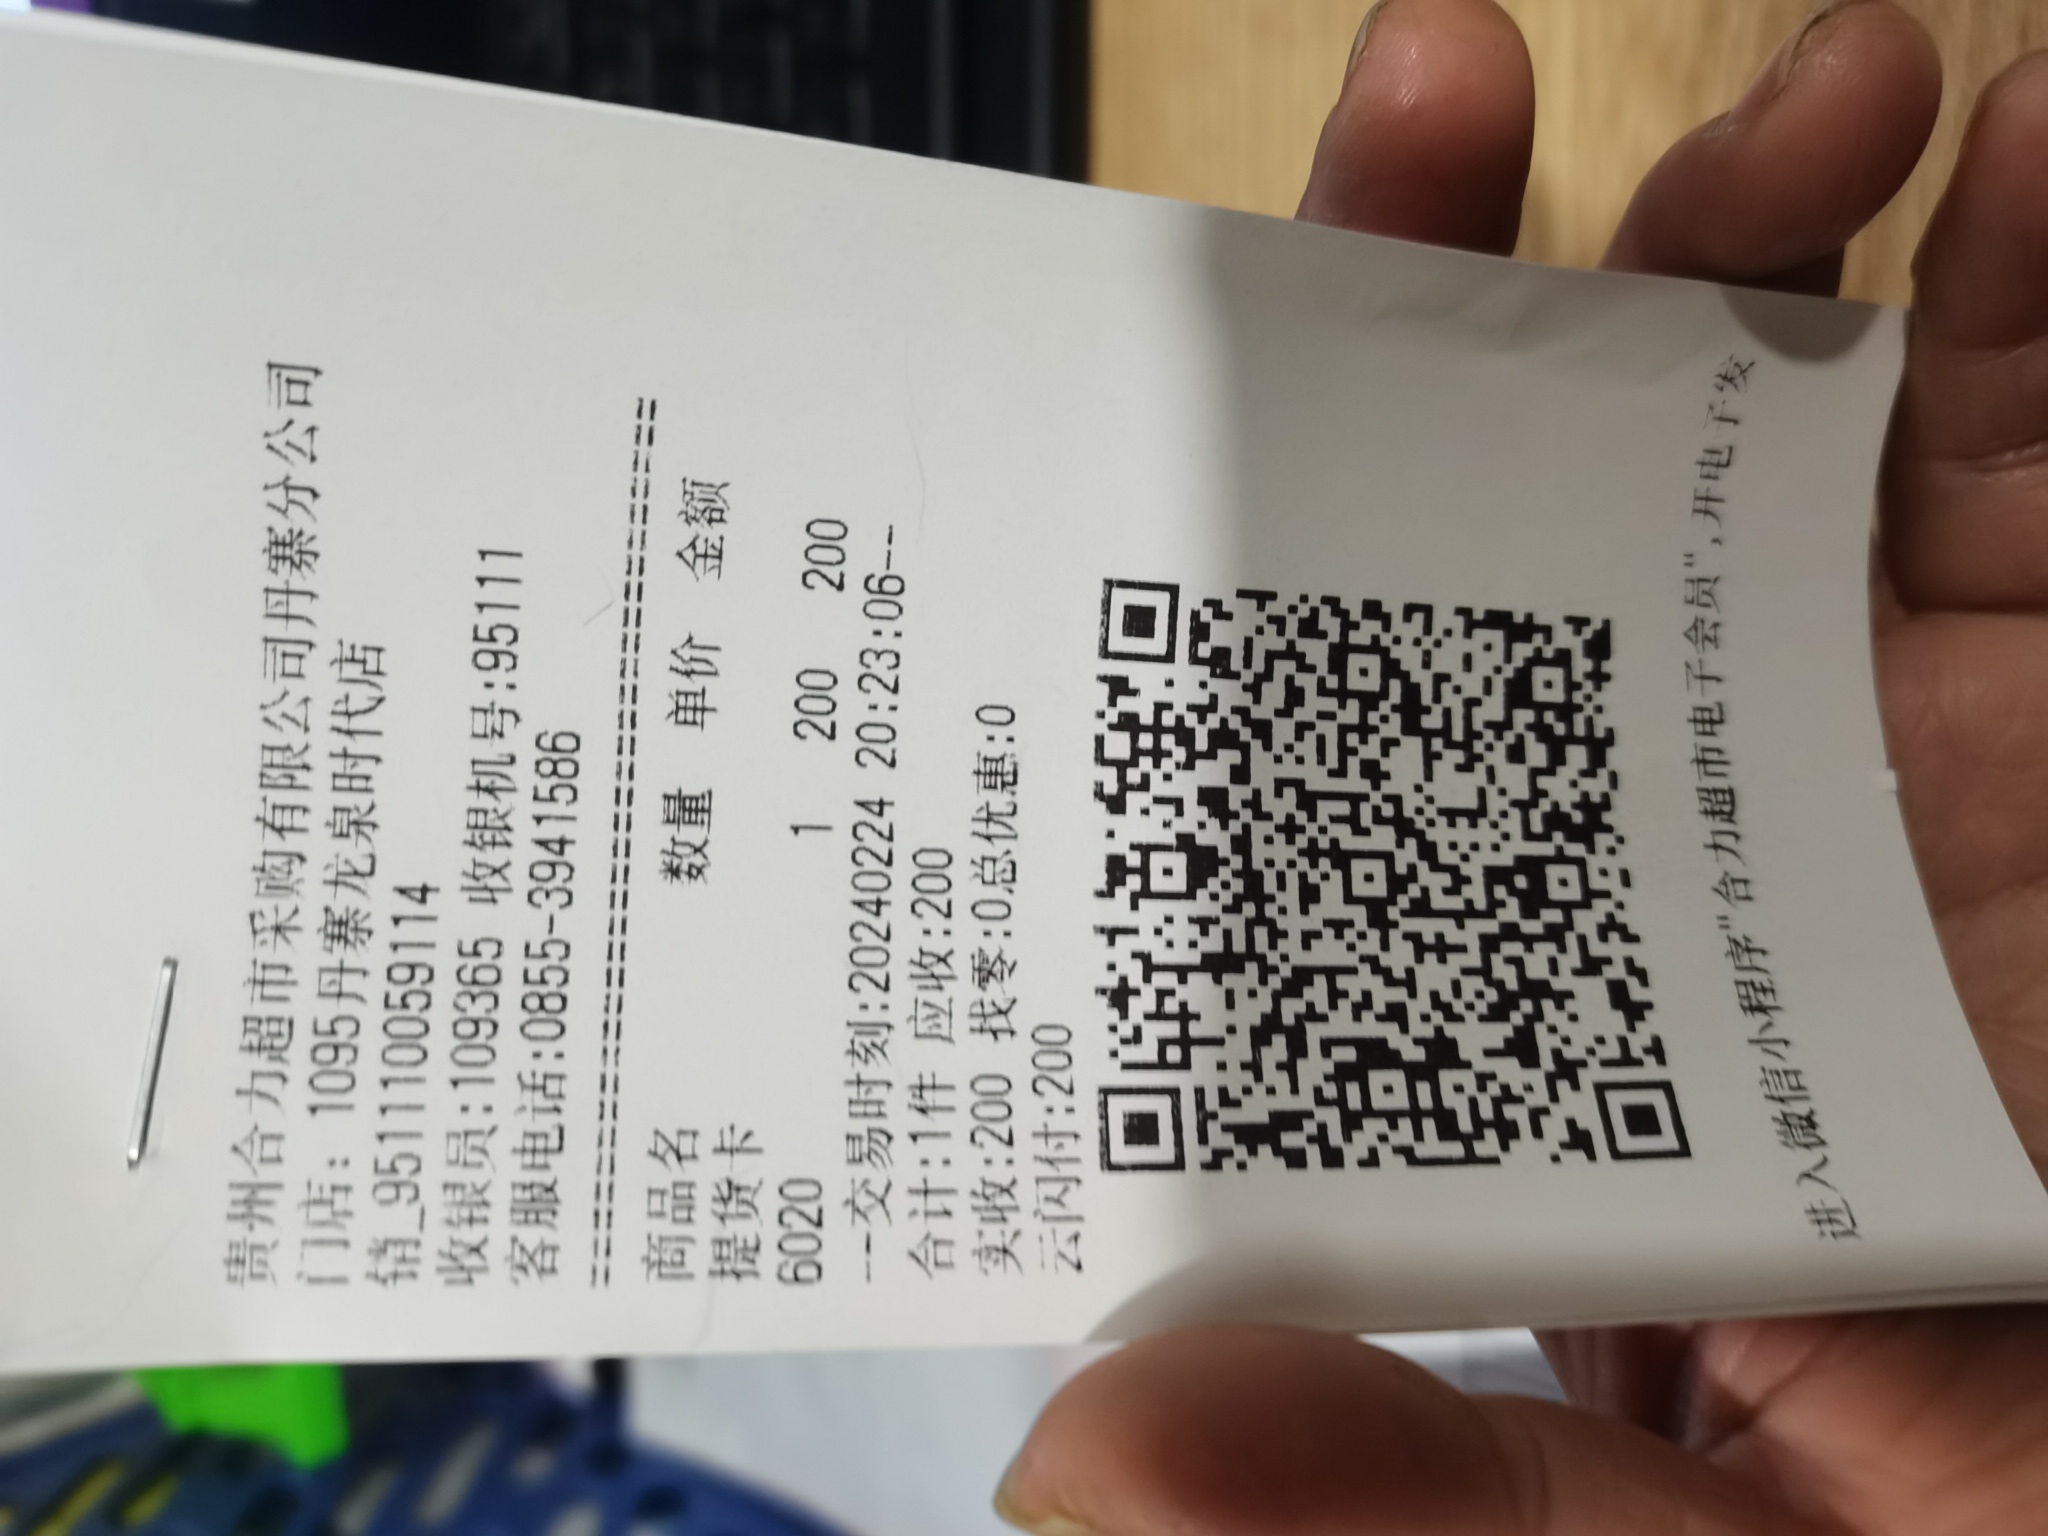 贵州合力超市采购有限公司丹寨分公司
门店: 1095丹寨龙泉时代店
销_951110059114
收银员:109365 收银机号:95111
客服电话:0855-3941586
================================================
商品名 数量 单价 金额
提货卡
6020 1 200 200
---交易时刻:20240224 20:23:06---
合计:1件 应收:200
实收:200 找零:0总优惠:0
云闪付:200
进入微信小程序"合力超市电子会员",开电子发